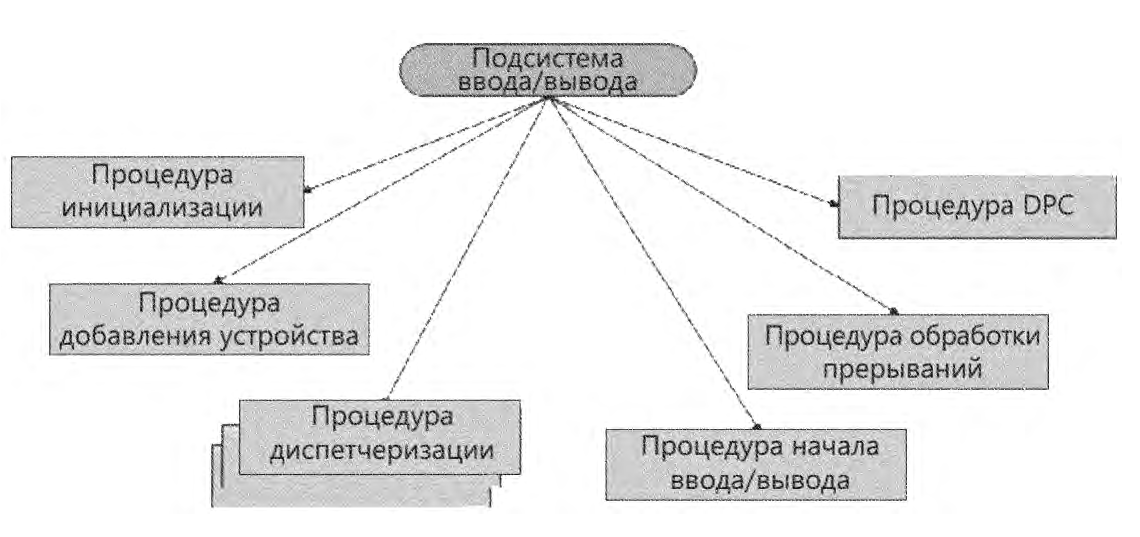 Подсистема
ввода/вывода
Процедура
инициализации
Процедура DPC
Процедура
добавления устройства
Процедура обработки
прерываний
Процедура
диспетчеризации
Процедура начала
ввода/вывода